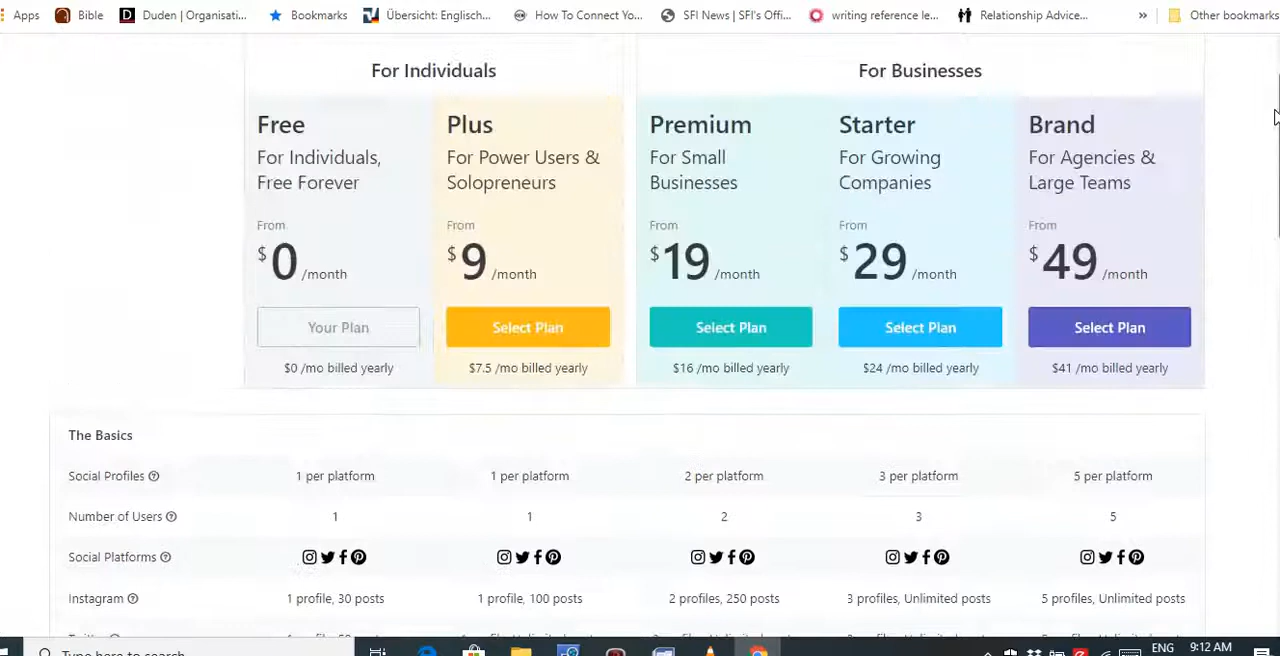 Apps Bible Duden | Organisati... Bookmarks Übersicht: Englisch... How To Connect Yo... SFI News | SFI's Offi... writing reference le... Relationship Advice... » Other bookmarks
For Individuals For Businesses
Free Plus Premium Starter Brand
For Individuals, For Power Users & For Small For Growing For Agencies &
Free Forever Solopreneurs Businesses Companies Large Teams
From From From From From
$0 /month $9 /month $19 /month $29 /month $49 /month
Your Plan Select Plan Select Plan Select Plan Select Plan
$0 /mo billed yearly $7.5 /mo billed yearly $16 /mo billed yearly $24 /mo billed yearly $41 /mo billed yearly
The Basics
Social Profiles 1 per platform 1 per platform 2 per platform 3 per platform 5 per platform
Number of Users 1 1 2 3 5
Social Platforms
Instagram 1 profile, 30 posts 1 profile, 100 posts 2 profiles, 250 posts 3 profiles, Unlimited posts 5 profiles, Unlimited posts
Type here to search ENG 9:12 AM